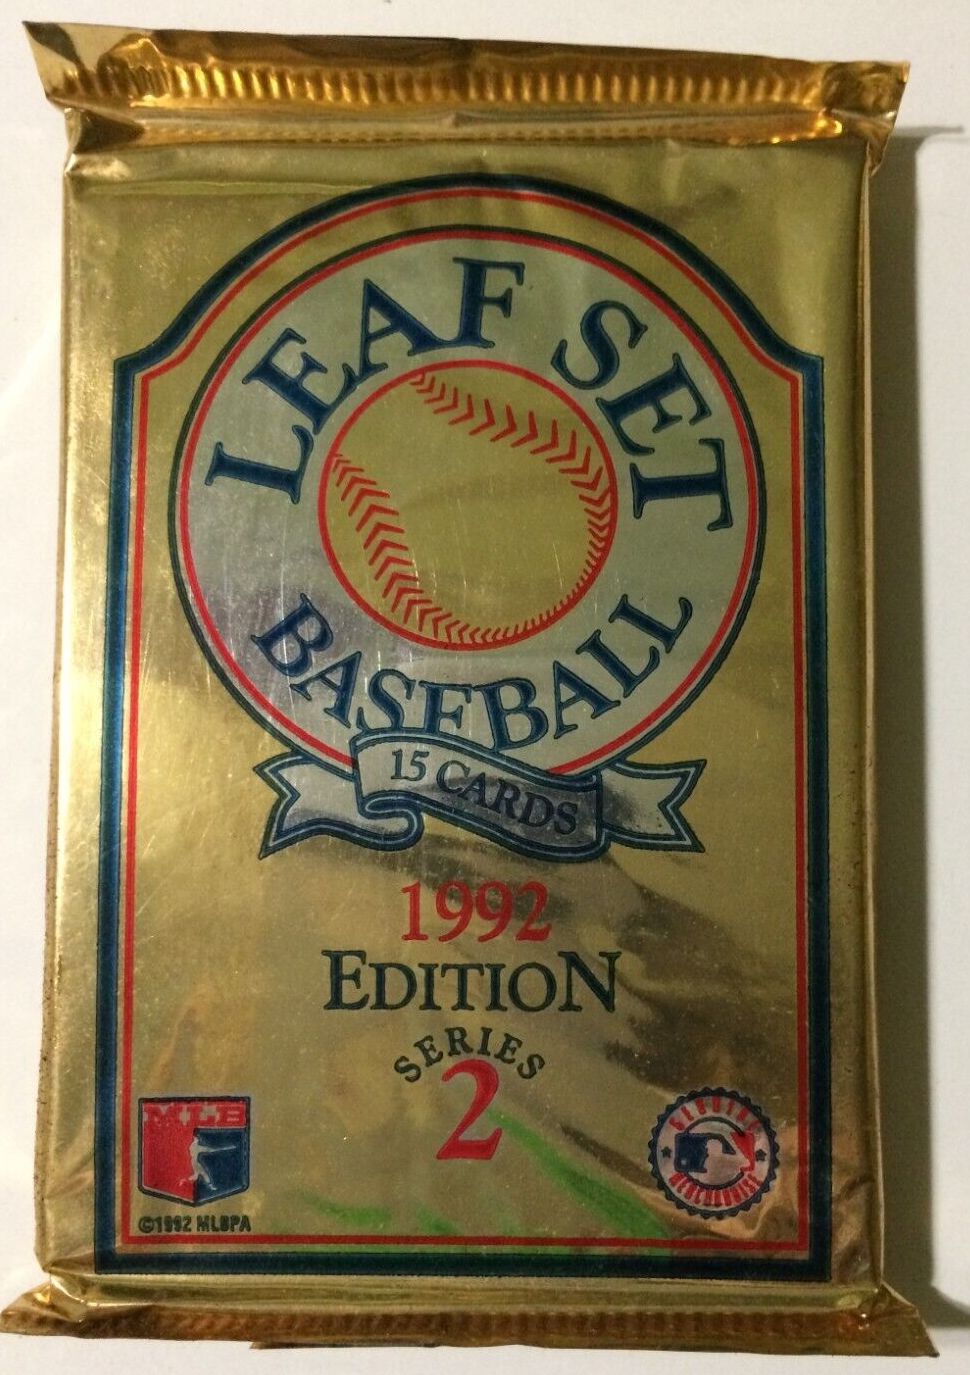 LEAF SET
BASEBALL
15 CARDS
1992
EDITION
SERIES
2
MLB
©1992 MLBPA